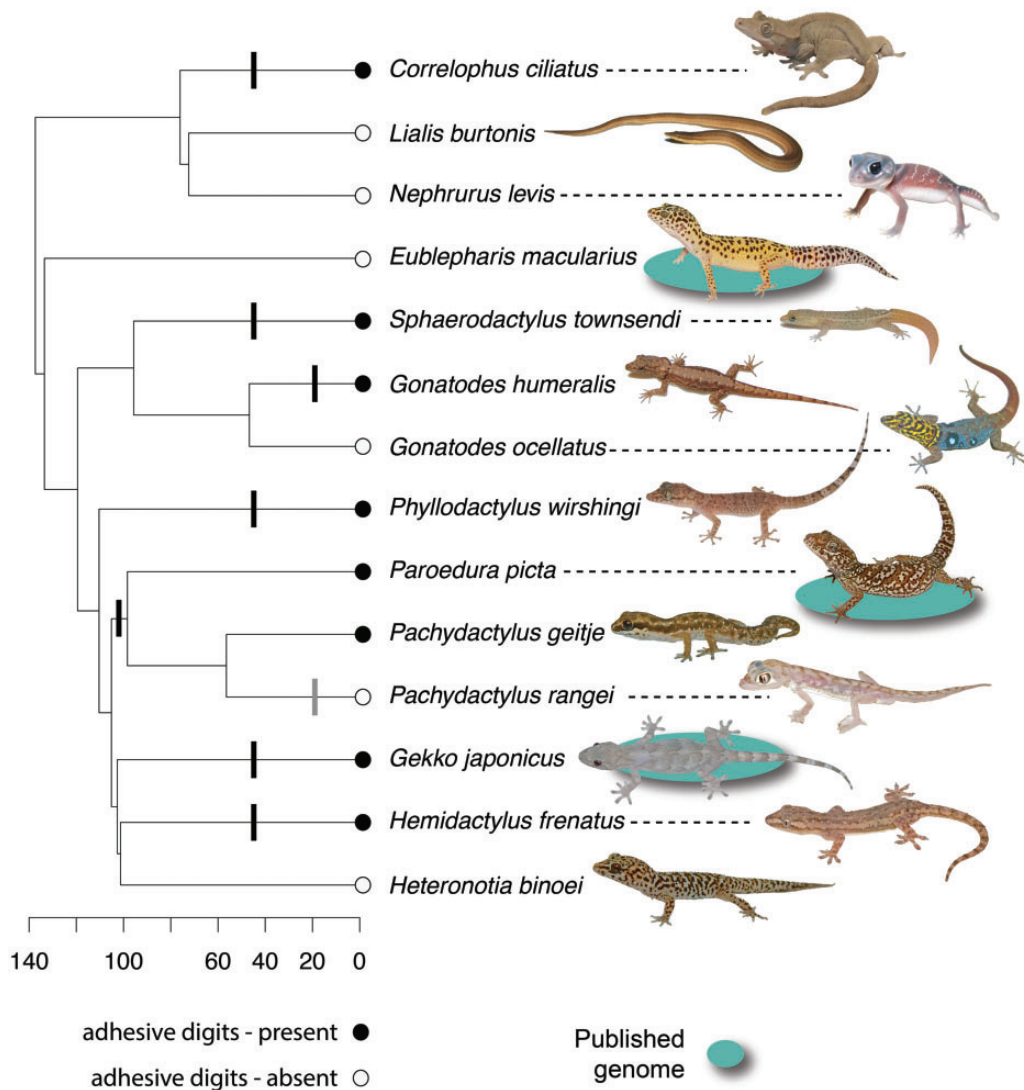 Correlophus ciliatus
Lialis burtonis
Nephrurus levis
Eublepharis macularius
Sphaerodactylus townsendi
Gonatodes humeralis
Gonatodes ocellatus
Phyllodactylus wirshingi
Paroedura picta
Pachydactylus geitje
Pachydactylus rangei
Gekko japonicus
Hemidactylus frenatus
Heteronotia binoei
140 100 60 40 20 0
adhesive digits - present
adhesive digits - absent
Published
genome